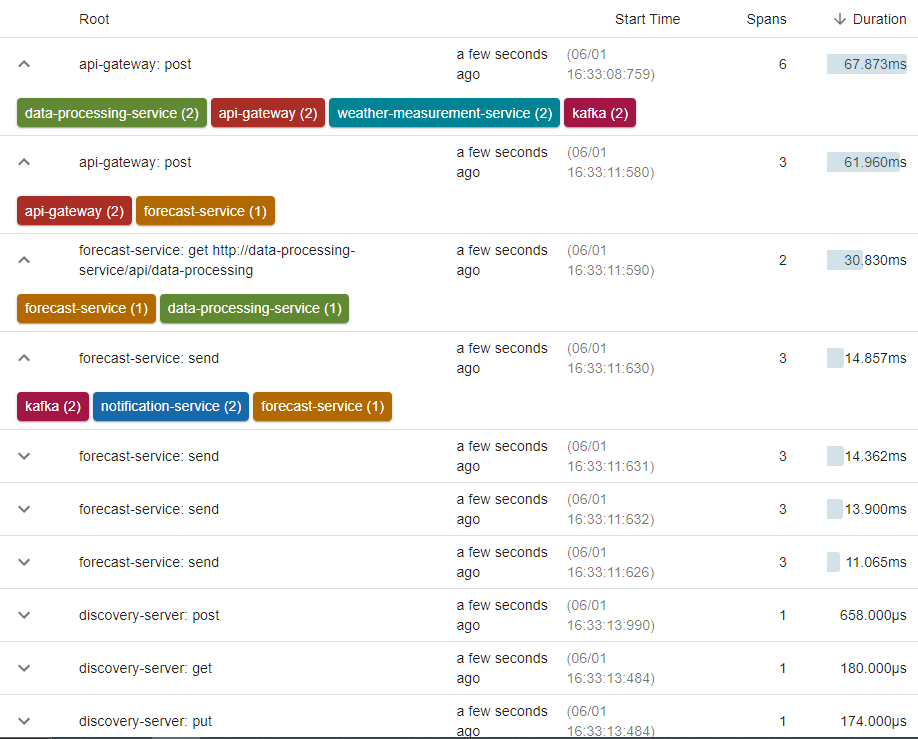 Root Start Time Spans Duration
api-gateway: post a few seconds ago (06/01 16:33:08:759) 6 67.873ms
data-processing-service (2) api-gateway (2) weather-measurement-service (2) kafka (2)
api-gateway: post a few seconds ago (06/01 16:33:11:580) 3 61.960ms
api-gateway (2) forecast-service (1)
forecast-service: get http://data-processing-service/api/data-processing a few seconds ago (06/01 16:33:11:590) 2 30.830ms
forecast-service (1) data-processing-service (1)
forecast-service: send a few seconds ago (06/01 16:33:11:630) 3 14.857ms
kafka (2) notification-service (2) forecast-service (1)
forecast-service: send a few seconds ago (06/01 16:33:11:631) 3 14.362ms
forecast-service: send a few seconds ago (06/01 16:33:11:632) 3 13.900ms
forecast-service: send a few seconds ago (06/01 16:33:11:626) 3 11.065ms
discovery-server: post a few seconds ago (06/01 16:33:13:990) 1 658.000μs
discovery-server: get a few seconds ago (06/01 16:33:13:484) 1 180.000μs
discovery-server: put a few seconds ago (06/01 16:33:13:484) 1 174.000μs